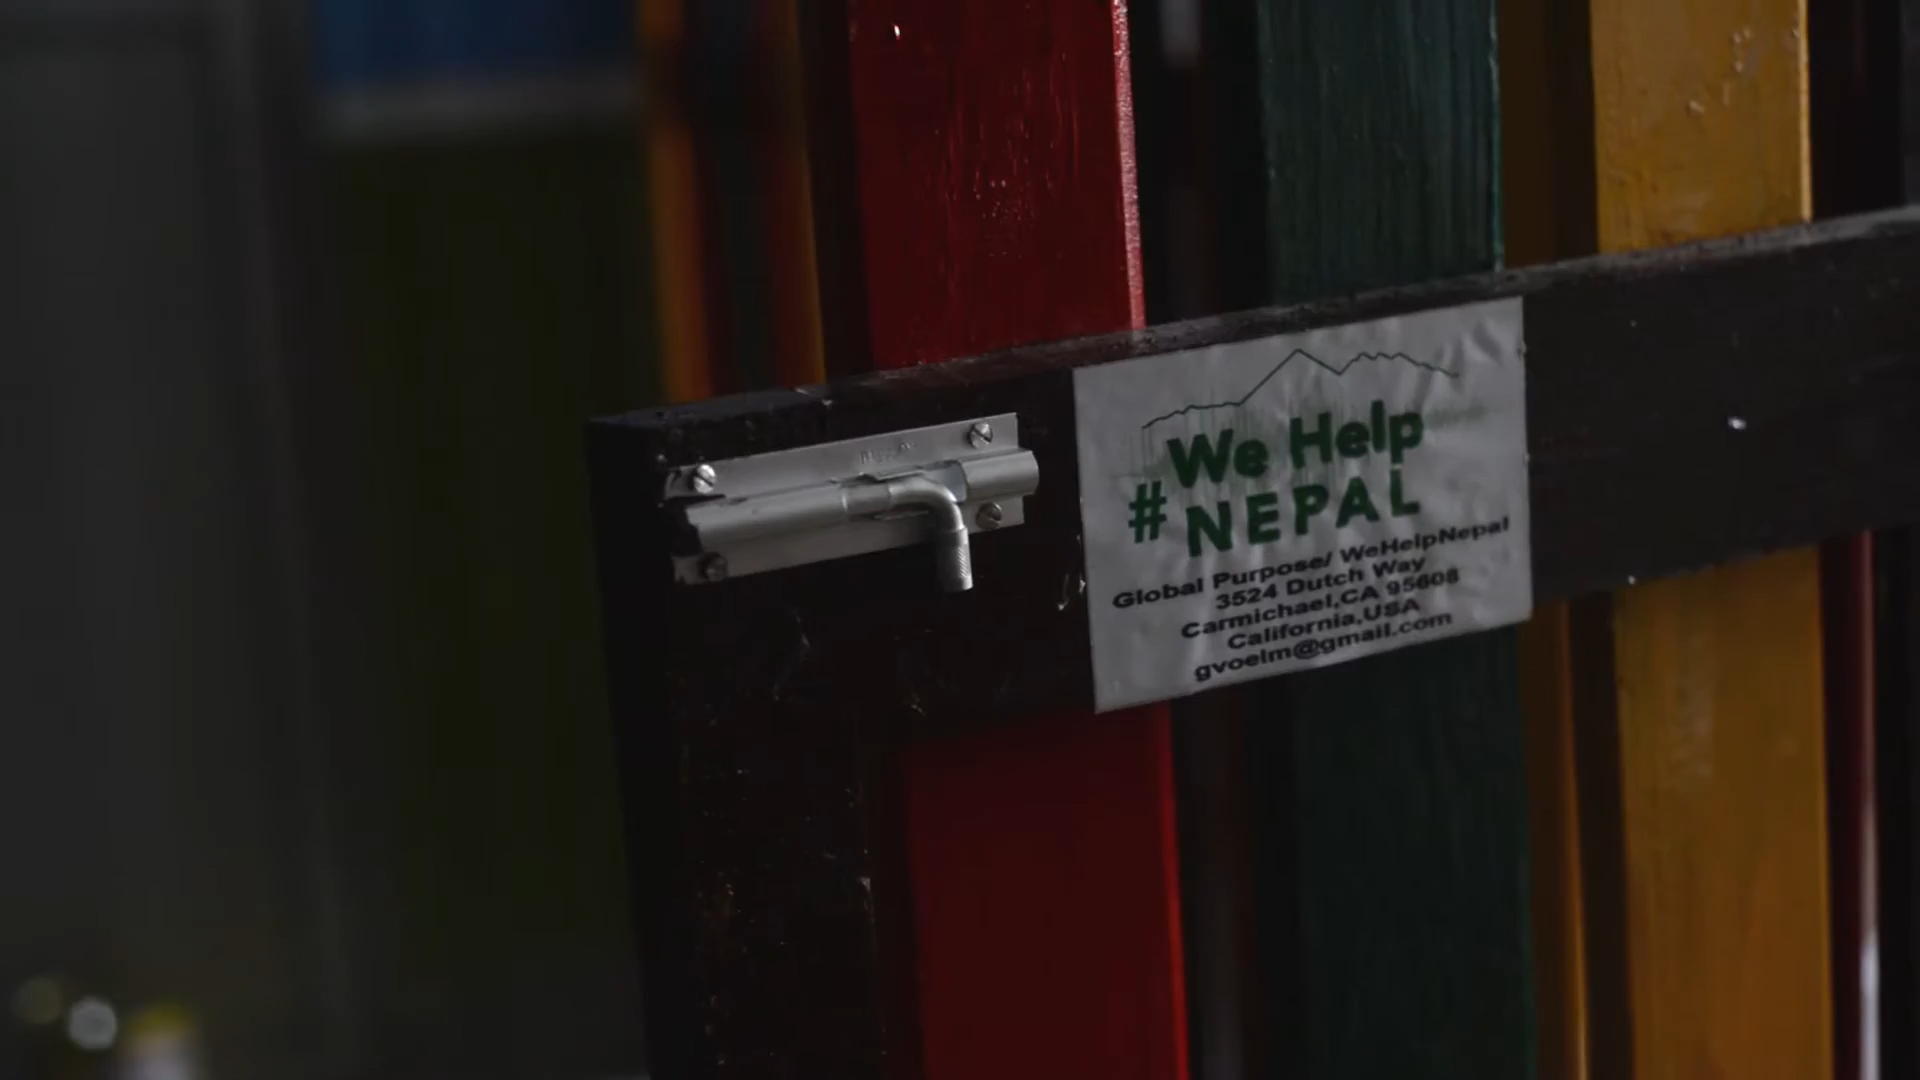 We Help
#NEPAL
Global Purpose/ WeHelpNepal
3524 Dutch Way
Carmichael,CA 95608
California,USA
gvoelm@gmail.com